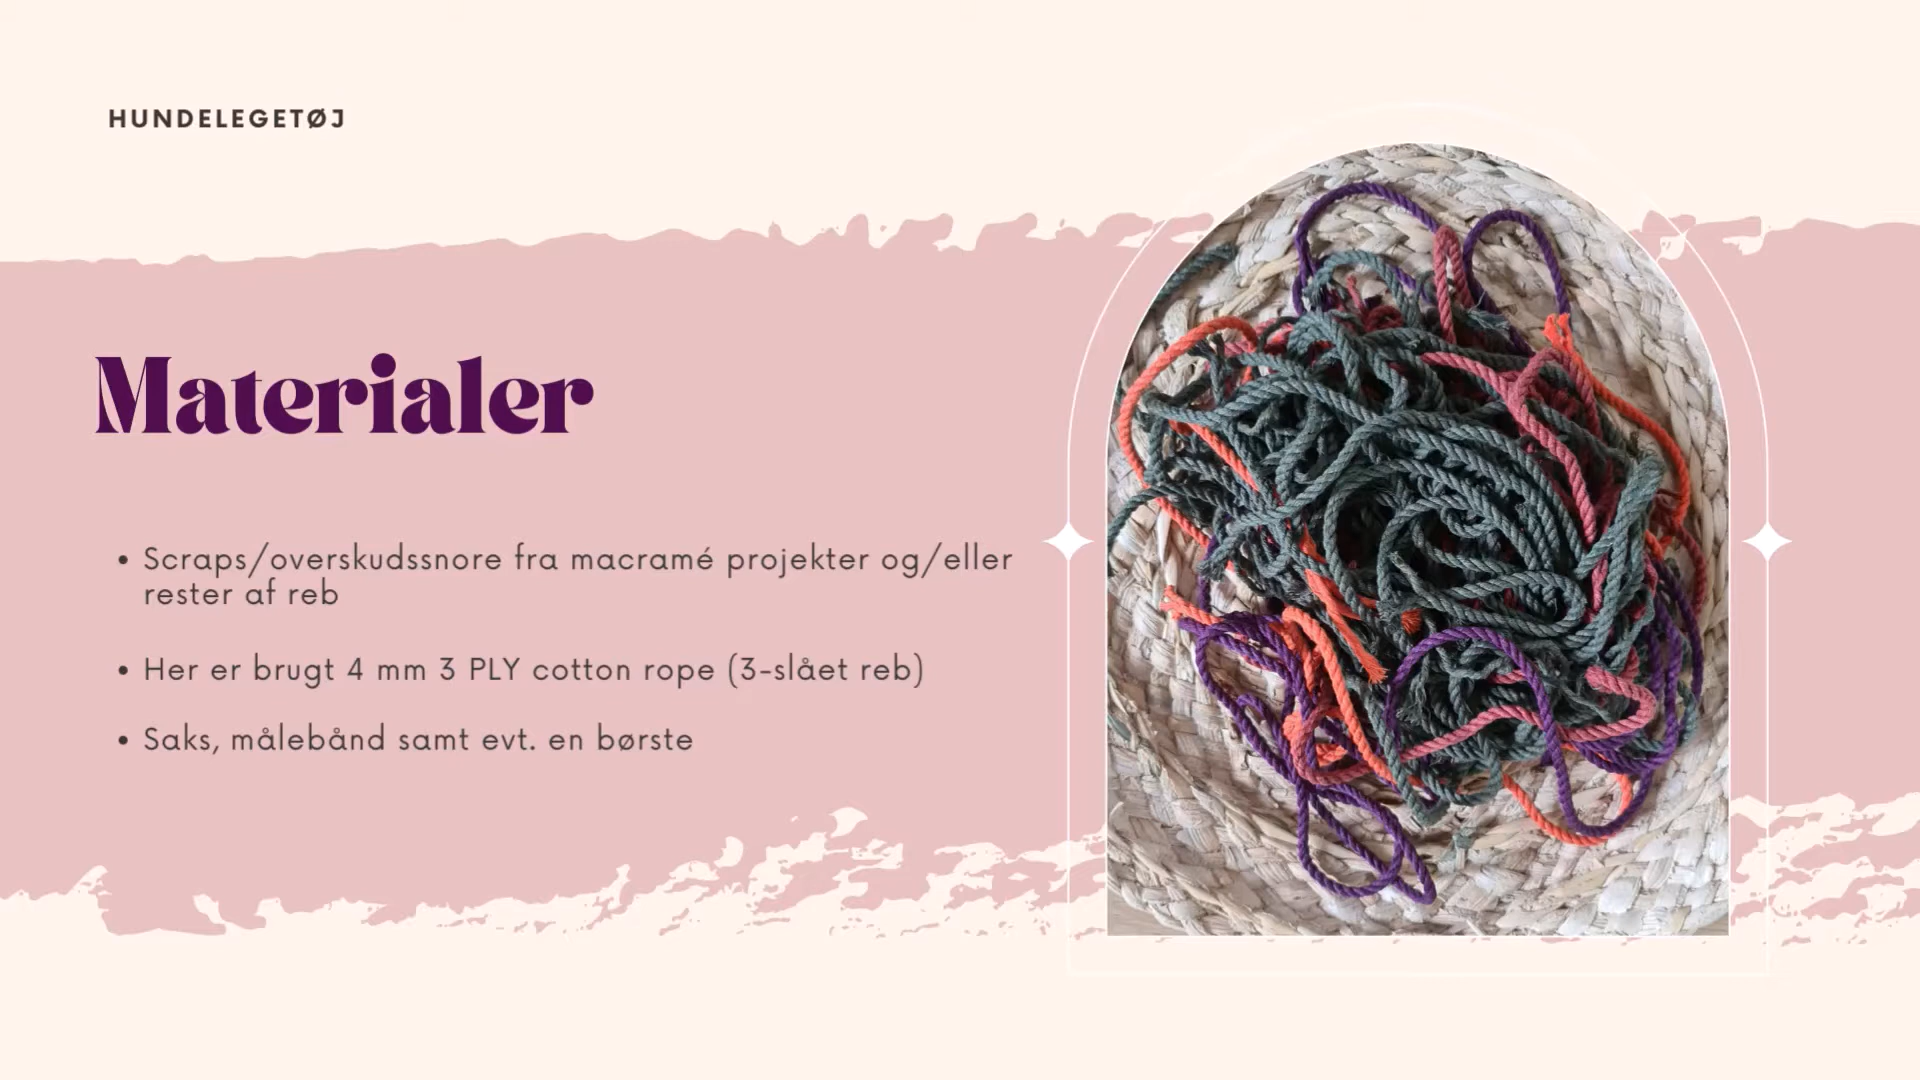 HUNDELEGETØJ
Materialer
• Scraps/overskudssnore fra macramé projekter og/eller
rester af reb
• Her er brugt 4 mm 3 PLY cotton rope (3-slået reb)
• Saks, målebånd samt evt. en børste